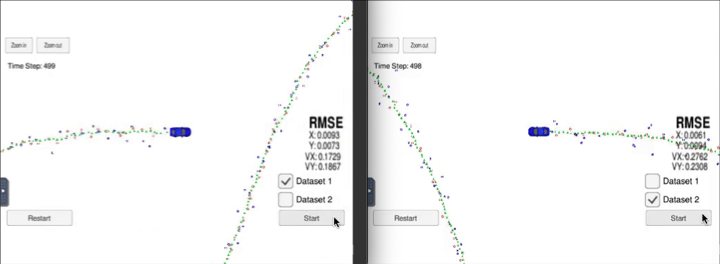 Zoom in Zoom out
Time Step: 499
RMSE
X: 0.0093
Y: 0.0073
VX: 0.1729
VY: 0.1867
Dataset 1
Dataset 2
Restart
Start
Zoom in Zoom out
Time Step: 498
RMSE
X: 0.0061
Y: 0.0094
VX: 0.2762
VY: 0.2308
Dataset 1
Dataset 2
Restart
Start